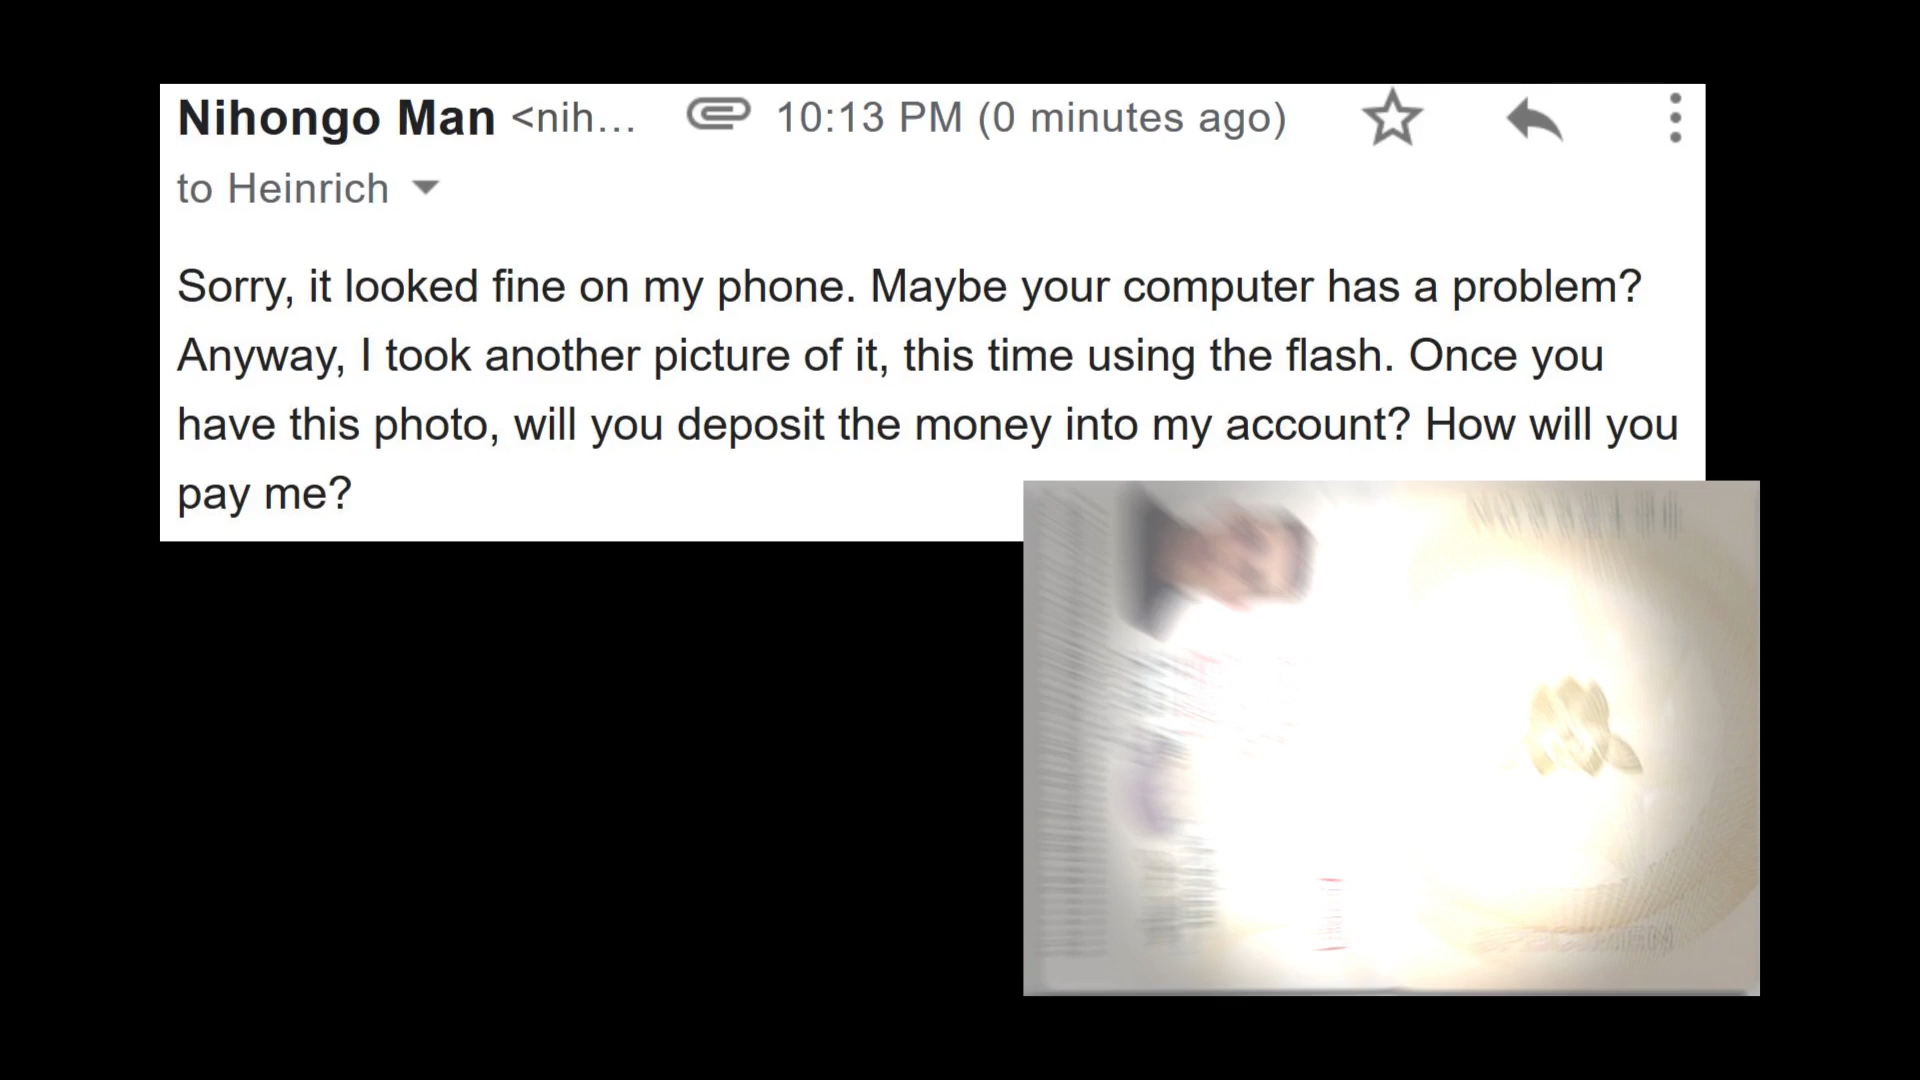 Nihongo Man <nih... 10:13 PM (0 minutes ago)
to Heinrich
Sorry, it looked fine on my phone. Maybe your computer has a problem?
Anyway, I took another picture of it, this time using the flash. Once you
have this photo, will you deposit the money into my account? How will you
pay me?